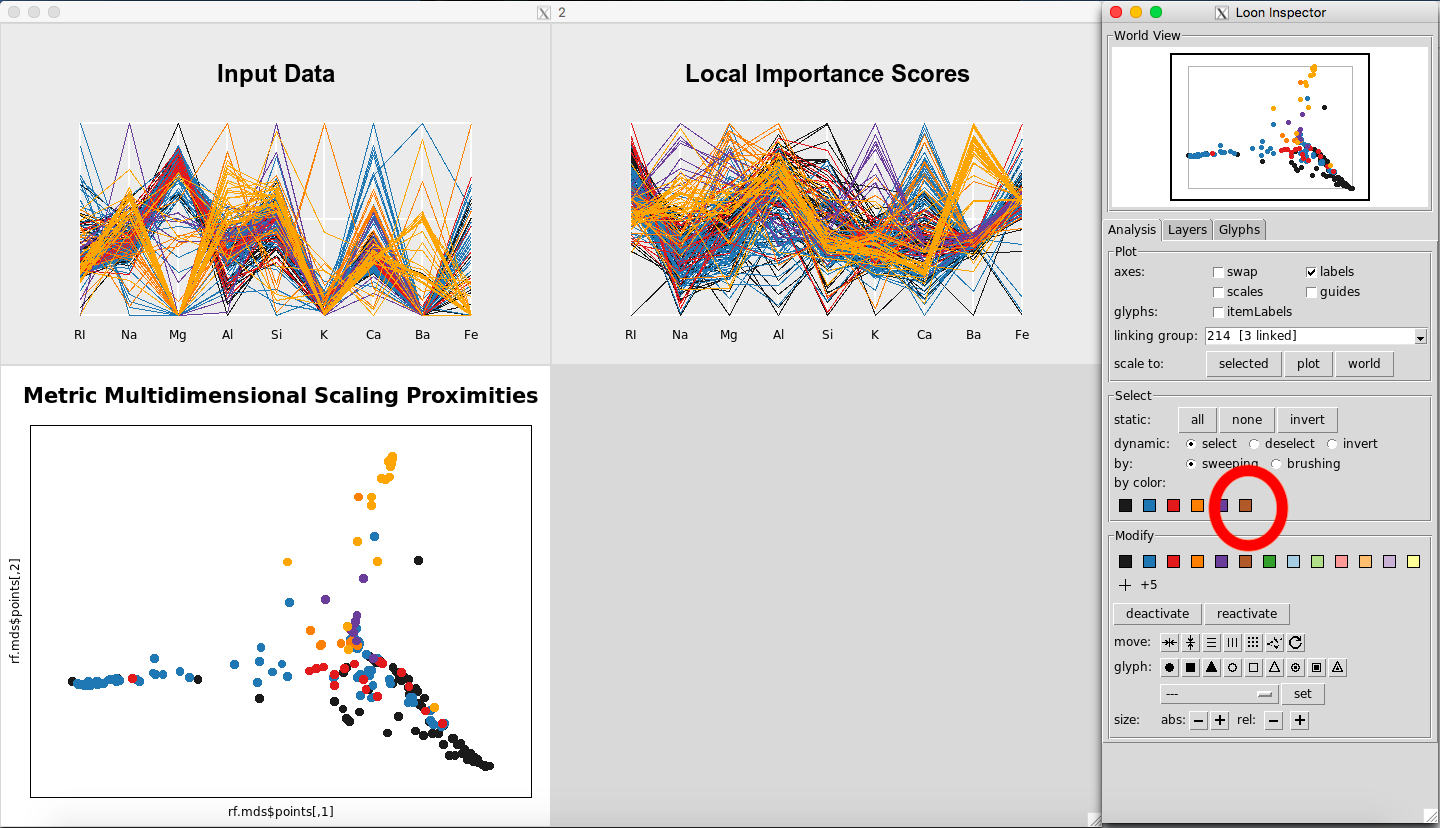 2
Loon Inspector
Input Data
RI Na Mg Al Si K Ca Ba Fe
Local Importance Scores
RI Na Mg Al Si K Ca Ba Fe
Metric Multidimensional Scaling Proximities
rf.mds$points[,2]
rf.mds$points[,1]
World View
Analysis Layers Glyphs
Plot
axes: swap labels
scales guides
glyphs: itemLabels
linking group: 214 [3 linked]
scale to: selected plot world
Select
static: all none invert
dynamic: select deselect invert
by: sweeping brushing
by color:
Modify
+5
deactivate reactivate
move:
glyph:
--- set
size: abs: − + rel: − +